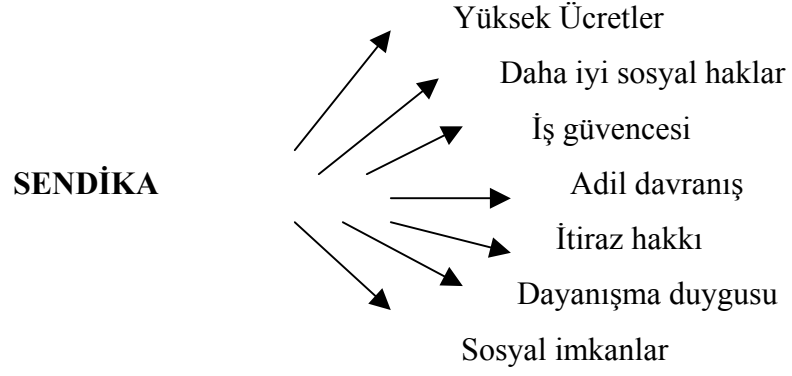 Yüksek Ücretler
Daha iyi sosyal haklar
İş güvencesi
SENDİKA
Adil davranış
İtiraz hakkı
Dayanışma duygusu
Sosyal imkanlar